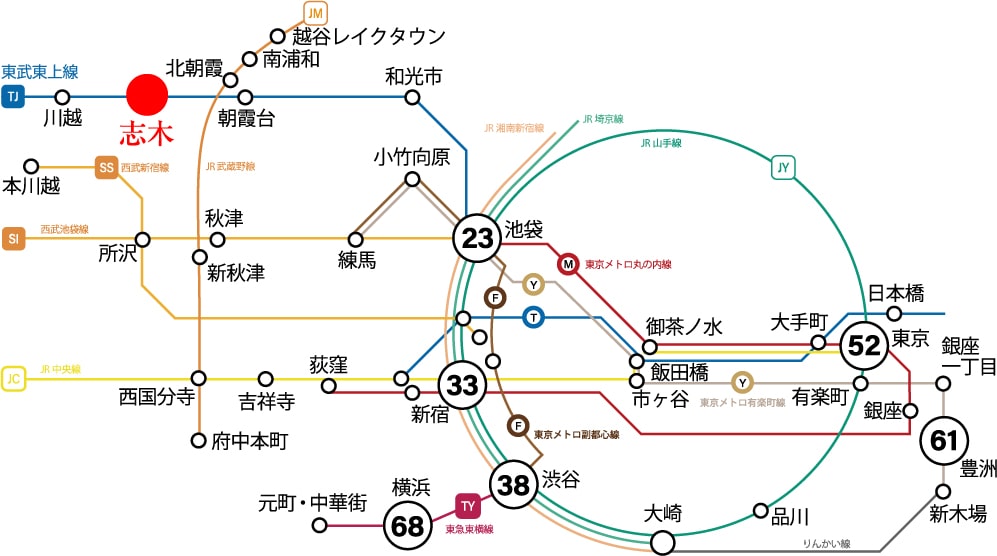 JM
越谷レイクタウン
南浦和
北朝霞
東武東上線
TJ
川越
志木
朝霞台
和光市
JR 湘南新宿線
JR 埼京線
JR 山手線
JY
小竹向原
本川越
SS
西武新宿線
JR 武蔵野線
SI
西武池袋線
所沢
秋津
新秋津
練馬
23
池袋
M
東京メトロ丸の内線
Y
F
T
御茶ノ水
大手町
日本橋
52
東京
銀座
一丁目
JC
JR 中央線
西国分寺
吉祥寺
荻窪
新宿
33
飯田橋
市ヶ谷
Y
東京メトロ有楽町線
有楽町
銀座
府中本町
F
東京メトロ副都心線
61
豊洲
元町・中華街
横浜
68
TY
東急東横線
38
渋谷
大崎
品川
新木場
りんかい線